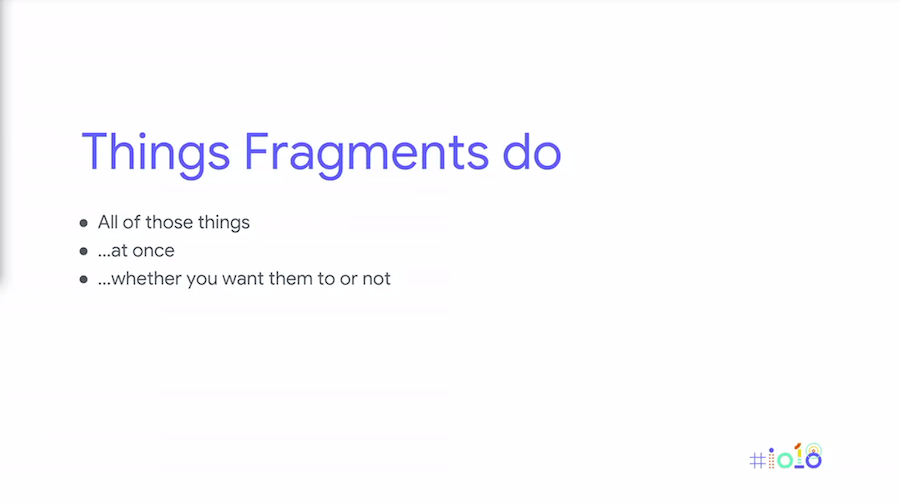 Things Fragments do
● All of those things
● ...at once
● ...whether you want them to or not
#io18